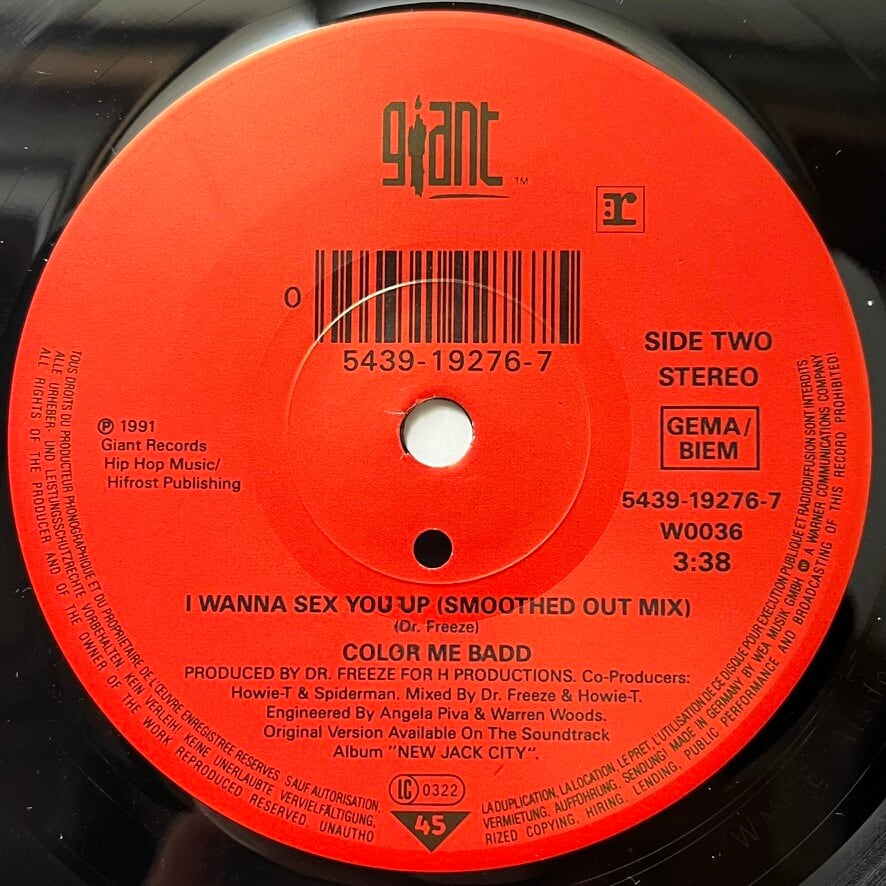 giant ™
r
0
5439-19276-7
SIDE TWO
STEREO
GEMA/
BIEM
℗ 1991
Giant Records
Hip Hop Music/
Hifrost Publishing
5439-19276-7
W0036
3:38
I WANNA SEX YOU UP (SMOOTHED OUT MIX)
(Dr. Freeze)
COLOR ME BADD
PRODUCED BY DR. FREEZE FOR H PRODUCTIONS. Co-Producers:
Howie-T & Spiderman. Mixed By Dr. Freeze & Howie-T.
Engineered By Angela Piva & Warren Woods.
Original Version Available On The Soundtrack
Album "NEW JACK CITY".
LC 0322
45
TOUS DROITS DU PRODUCTEUR PHONOGRAPHIQUE ET DU PROPRIETAIRE DE L'ŒUVRE ENREGISTREE RESERVES SAUF AUTORISATION, LA DUPLICATION, LA LOCATION, LE PRET, L'UTILISATION DE CE DISQUE POUR EXECUTION PUBLIQUE ET RADIODIFFUSION SONT INTERDITS.
ALLE URHEBER- UND LEISTUNGSSCHUTZRECHTE VORBEHALTEN. KEIN VERLEIH! KEINE UNERLAUBTE VERVIELFÄLTIGUNG, VERMIETUNG, AUFFÜHRUNG, SENDUNG! MADE IN GERMANY BY WEA MUSIK GMBH A WARNER COMMUNICATIONS COMPANY
ALL RIGHTS OF THE PRODUCER AND OF THE OWNER OF THE WORK REPRODUCED RESERVED. UNAUTHORIZED COPYING, HIRING, LENDING, PUBLIC PERFORMANCE AND BROADCASTING OF THIS RECORD PROHIBITED!